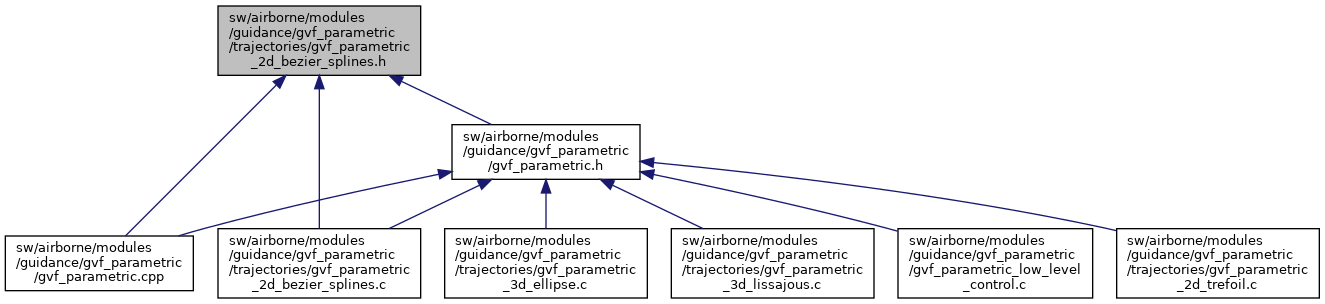 sw/airborne/modules
/guidance/gvf_parametric
/trajectories/gvf_parametric
_2d_bezier_splines.h
sw/airborne/modules
/guidance/gvf_parametric
/gvf_parametric.h
sw/airborne/modules
/guidance/gvf_parametric
/gvf_parametric.cpp
sw/airborne/modules
/guidance/gvf_parametric
/trajectories/gvf_parametric
_2d_bezier_splines.c
sw/airborne/modules
/guidance/gvf_parametric
/trajectories/gvf_parametric
_3d_ellipse.c
sw/airborne/modules
/guidance/gvf_parametric
/trajectories/gvf_parametric
_3d_lissajous.c
sw/airborne/modules
/guidance/gvf_parametric
/gvf_parametric_low_level
_control.c
sw/airborne/modules
/guidance/gvf_parametric
/trajectories/gvf_parametric
_2d_trefoil.c